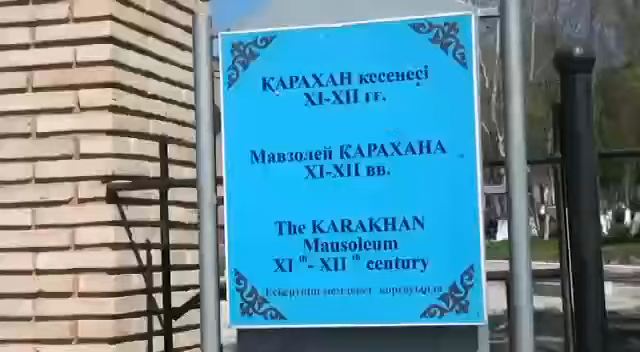 ҚАРАХАН кесенесі
XI-XII ғғ.
Мавзолей ҚАРАХАНА
XI-XII вв.
The KARAKHAN
Mausoleum
XI th - XII th century
Ескерткіш мемлекет қорғауында